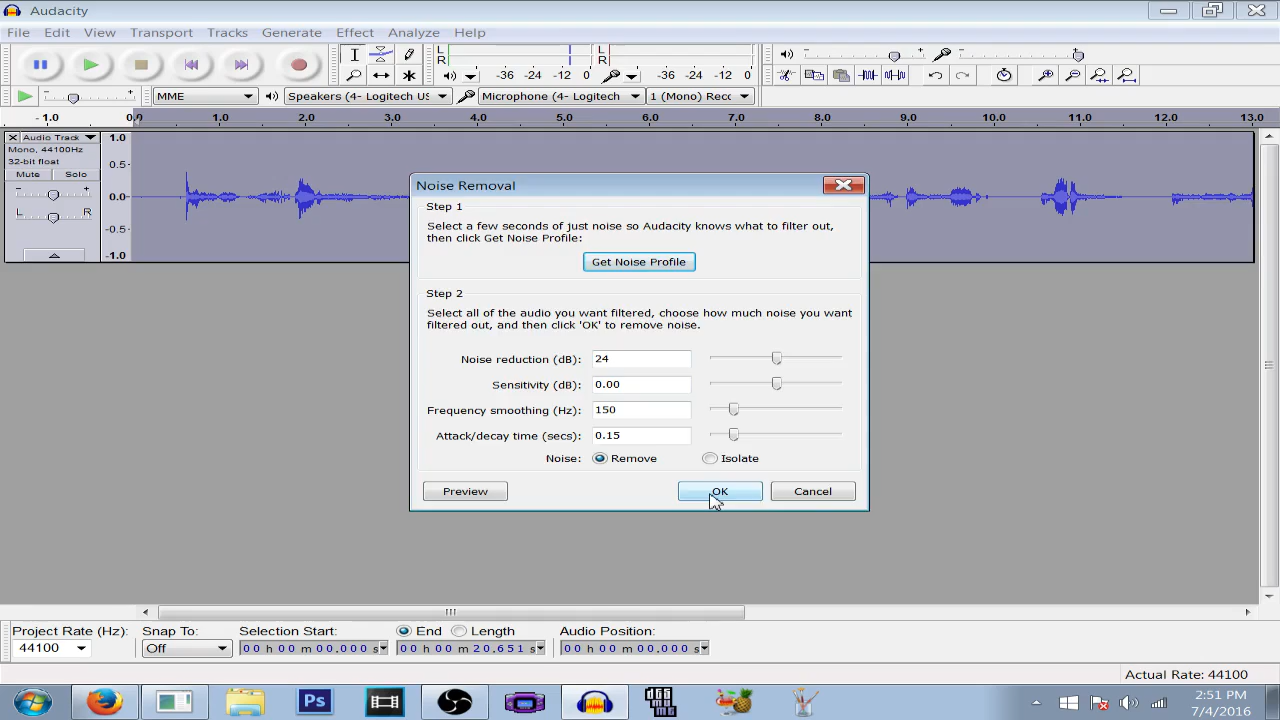 Audacity
File Edit View Transport Tracks Generate Effect Analyze Help
L
R
-36 -24 -12 0
L
R
-36 -24 -12 0
MME
Speakers (4- Logitech US
Microphone (4- Logitech
1 (Mono) Recc
-1.0 0.0 1.0 2.0 3.0 4.0 5.0 6.0 7.0 8.0 9.0 10.0 11.0 12.0 13.0
Audio Track
Mono, 44100Hz
32-bit float
Mute Solo
- +
L R
1.0
0.5
0.0
-0.5
-1.0
Noise Removal
Step 1
Select a few seconds of just noise so Audacity knows what to filter out,
then click Get Noise Profile:
Get Noise Profile
Step 2
Select all of the audio you want filtered, choose how much noise you want
filtered out, and then click 'OK' to remove noise.
Noise reduction (dB): 24
Sensitivity (dB): 0.00
Frequency smoothing (Hz): 150
Attack/decay time (secs): 0.15
Noise: Remove Isolate
Preview OK Cancel
Project Rate (Hz): Snap To: Selection Start: End Length Audio Position:
44100 Off 00 h 00 m 00.000 s 00 h 00 m 20.651 s 00 h 00 m 00.000 s
Actual Rate: 44100
Ps
2:51 PM
7/4/2016